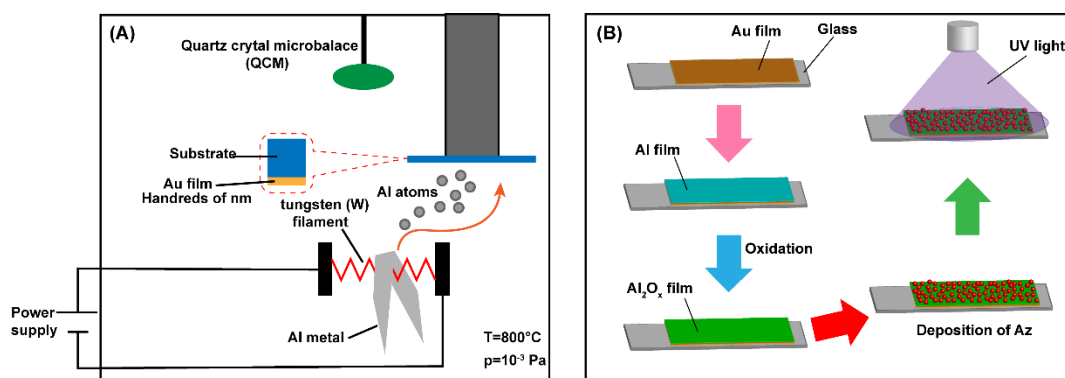 (A)
Quartz crytal microbalace
(QCM)
Substrate
Au film
Handreds of nm
Al atoms
tungsten (W)
filament
Power
supply
Al metal
T=800°C
p=10⁻³ Pa
(B)
Au film
Glass
UV light
Al film
Oxidation
Al₂Oₓ film
Deposition of Az